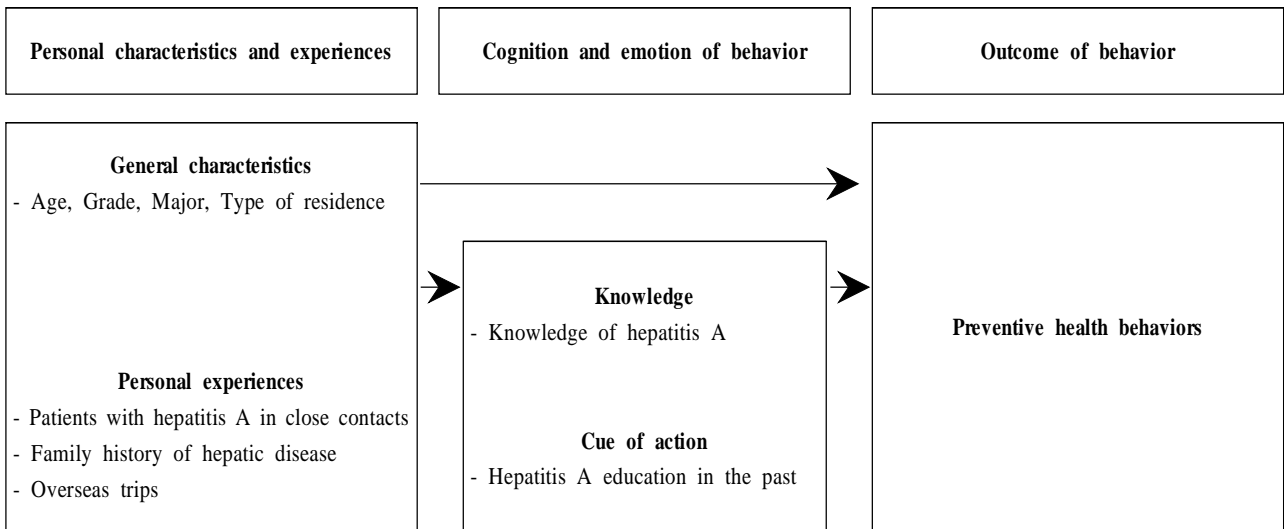 Personal characteristics and experiences
Cognition and emotion of behavior
Outcome of behavior
General characteristics
- Age, Grade, Major, Type of residence
Personal experiences
- Patients with hepatitis A in close contacts
- Family history of hepatic disease
- Overseas trips
Knowledge
- Knowledge of hepatitis A
Cue of action
- Hepatitis A education in the past
Preventive health behaviors